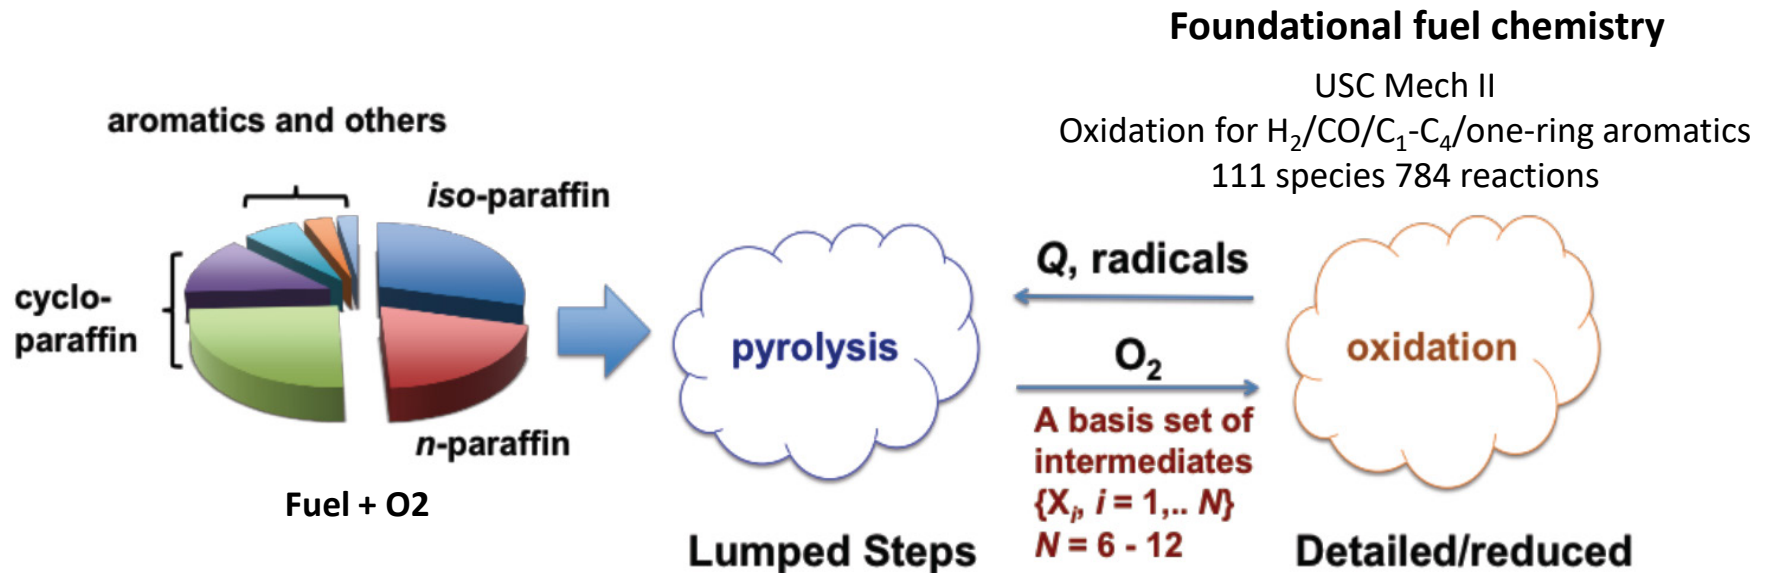 Foundational fuel chemistry
USC Mech II
Oxidation for H₂/CO/C₁-C₄/one-ring aromatics
111 species 784 reactions
aromatics and others
iso-paraffin
cyclo-
paraffin
n-paraffin
Fuel + O2
pyrolysis
Lumped Steps
Q, radicals
O₂
A basis set of
intermediates
{Xᵢ, i = 1,.. N}
N = 6 - 12
oxidation
Detailed/reduced